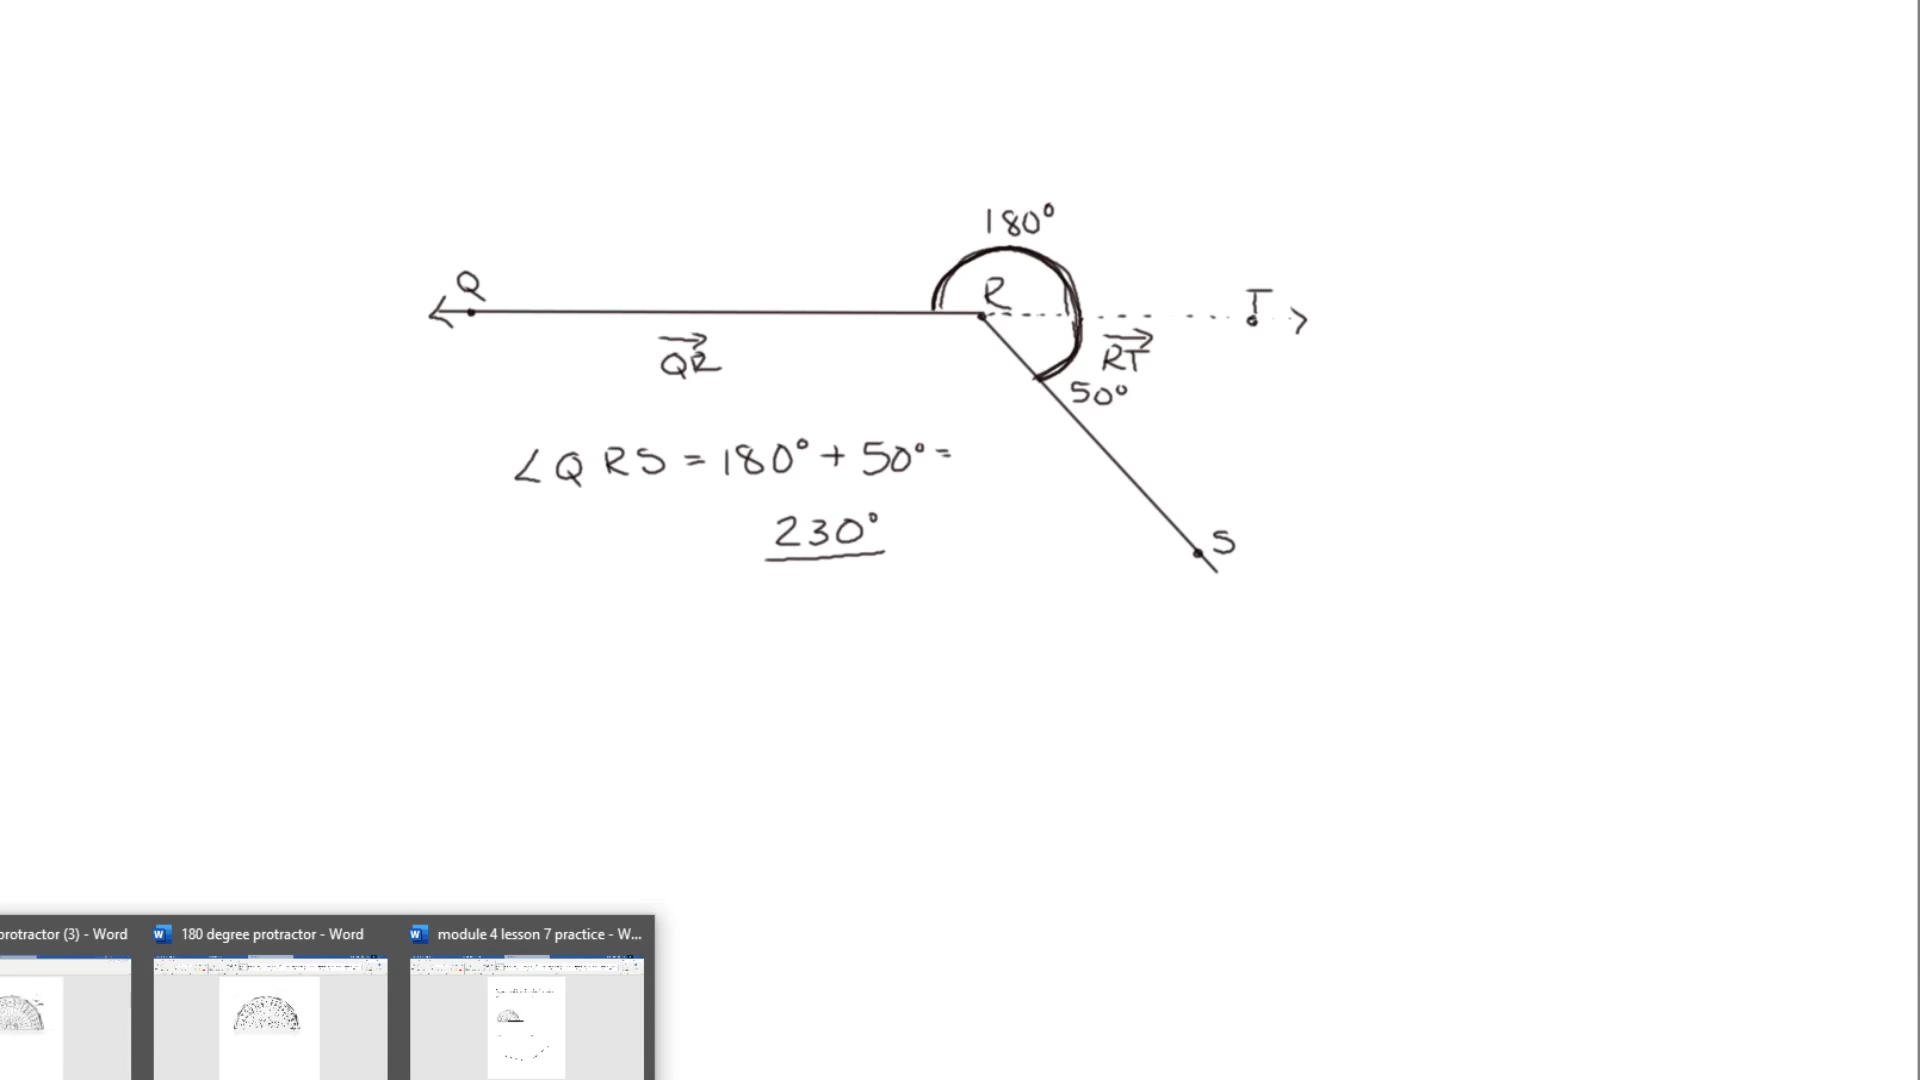 180°
Q
R
T
QR
RT
50°
∠QRS = 180° + 50° =
230°
S
protractor (3) - Word
180 degree protractor - Word
module 4 lesson 7 practice - W...